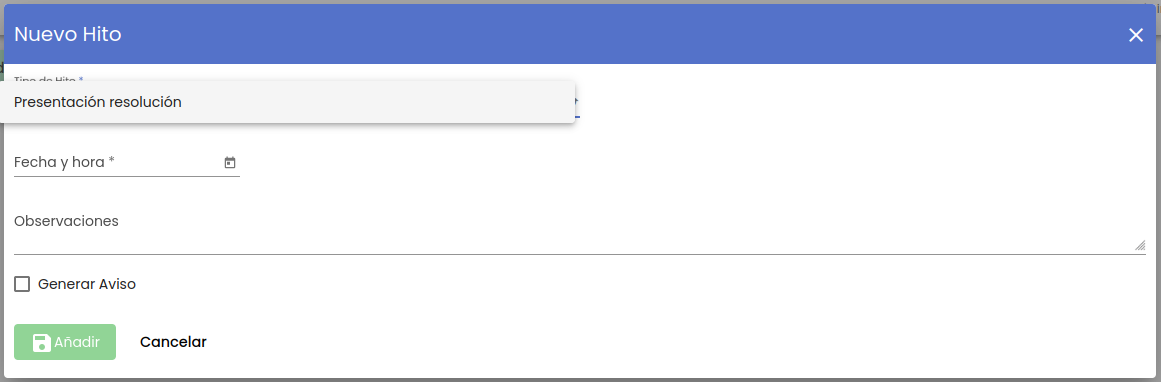 Nuevo Hito
Tipo de Hito *
Presentación resolución
Fecha y hora *
Observaciones
Generar Aviso
Añadir
Cancelar